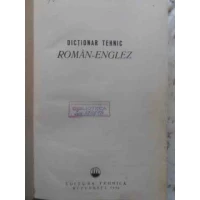 DICTIONAR TEHNIC
ROMÂN-ENGLEZ
EDITURA TEHNICA